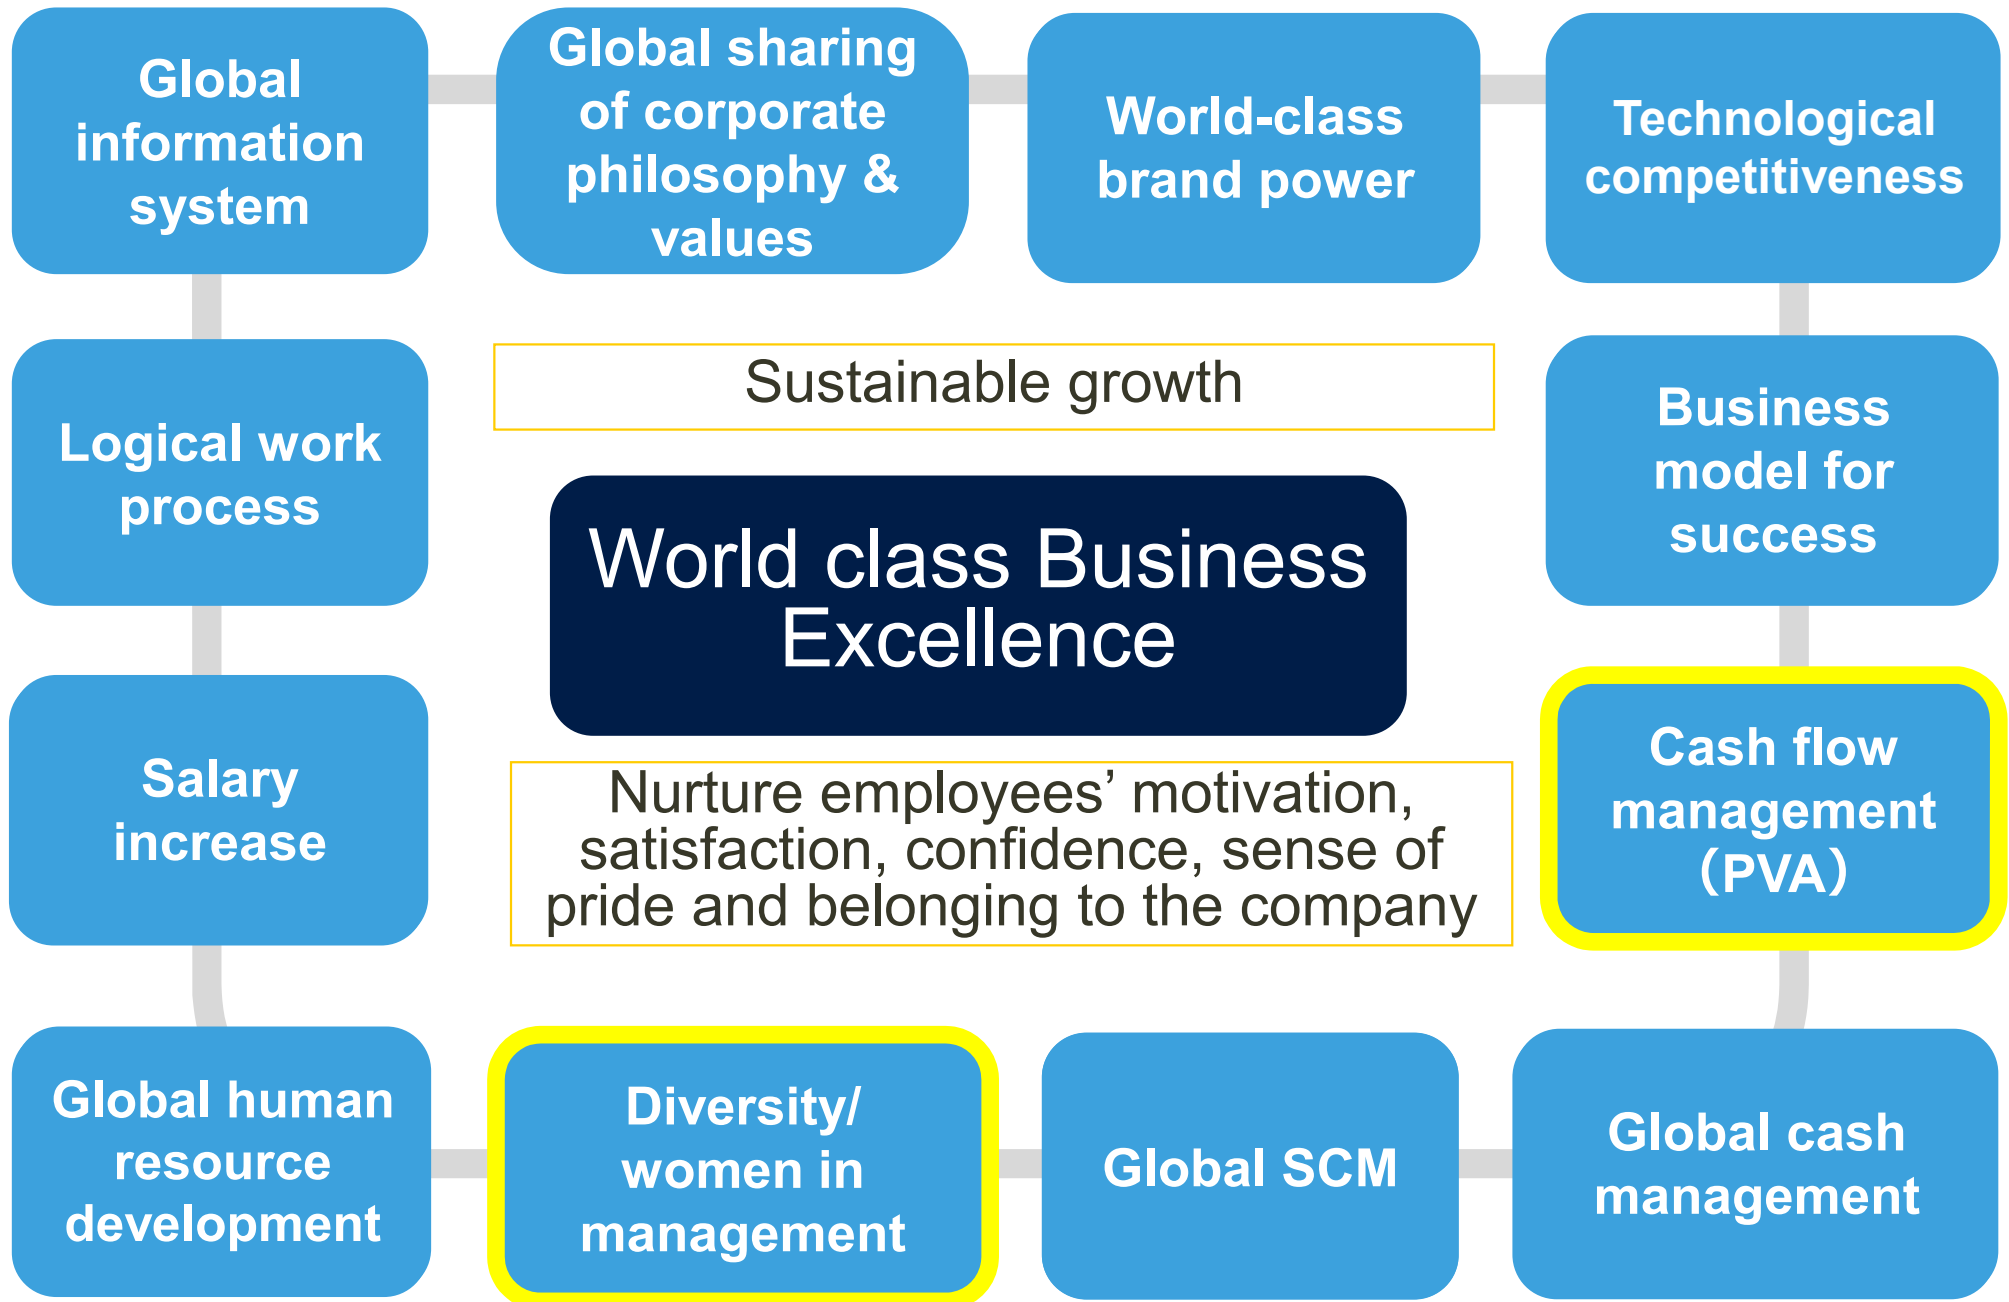 Global
information
system
Global sharing
of corporate
philosophy &
values
World-class
brand power
Technological
competitiveness
Logical work
process
Sustainable growth
Business
model for
success
World class Business
Excellence
Salary
increase
Nurture employees’ motivation,
satisfaction, confidence, sense of
pride and belonging to the company
Cash flow
management
（PVA）
Global human
resource
development
Diversity/
women in
management
Global SCM
Global cash
management